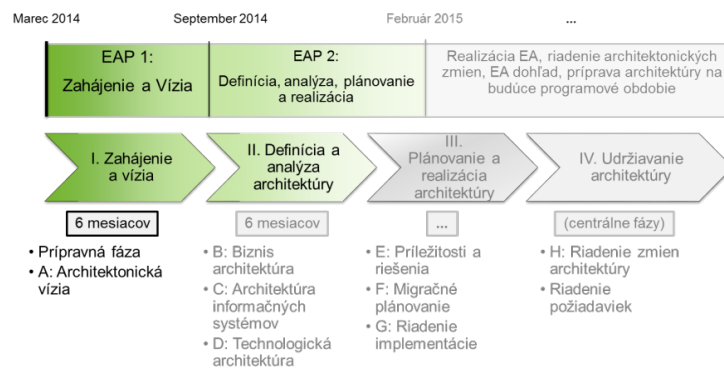 Marec 2014
September 2014
Február 2015
...
EAP 1:
Zahájenie a Vízia
EAP 2:
Definícia, analýza, plánovanie
a realizácia
Realizácia EA, riadenie architektonických
zmien, EA dohľad, príprava architektúry na
budúce programové obdobie
I. Zahájenie
a vízia
II. Definícia a
analýza
architektúry
III.
Plánovanie a
realizácia
architektúry
IV. Udržiavanie
architektúry
6 mesiacov
6 mesiacov
...
(centrálne fázy)
• Prípravná fáza
• A: Architektonická
vízia
• B: Biznis
architektúra
• C: Architektúra
informačných
systémov
• D: Technologická
architektúra
• E: Príležitosti a
riešenia
• F: Migračné
plánovanie
• G: Riadenie
implementácie
• H: Riadenie zmien
architektúry
• Riadenie
požiadaviek